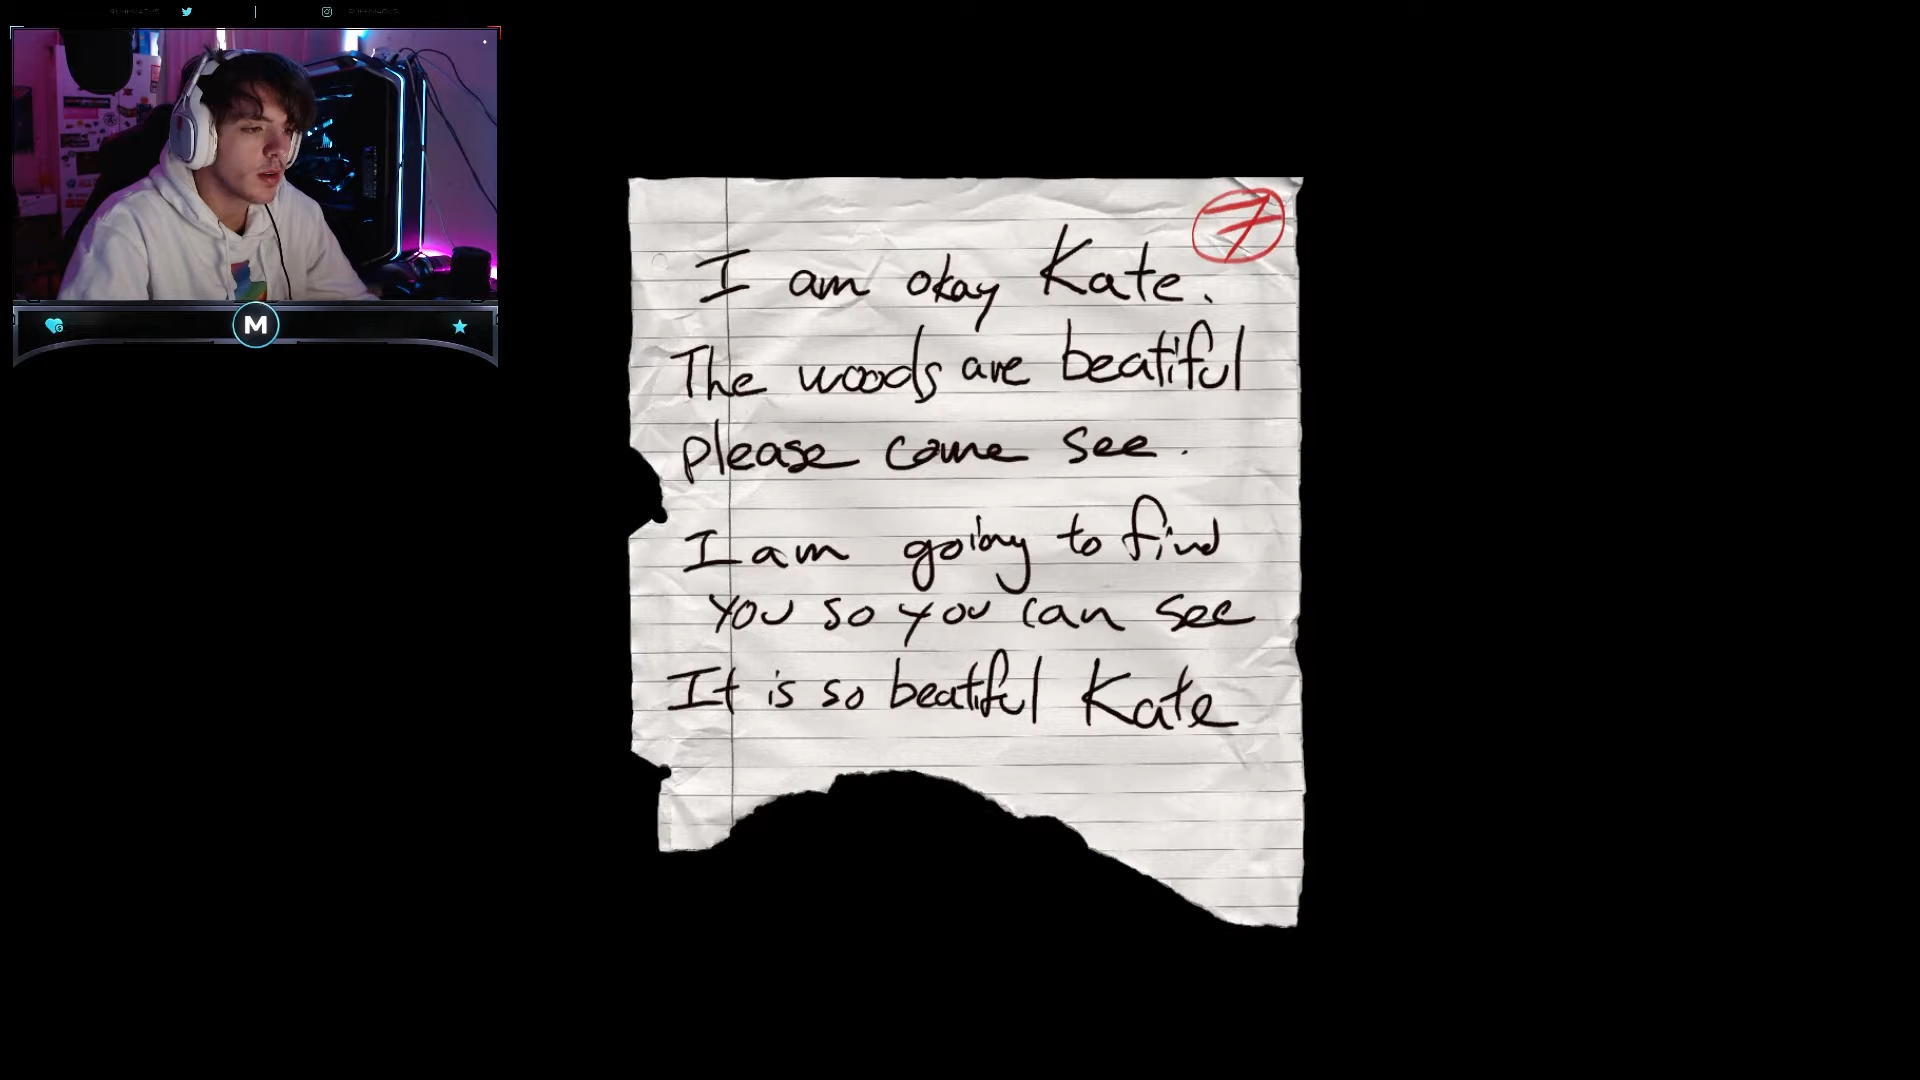 M
7
I am okay Kate.
The woods are beatiful
please come see.
I am going to find
you so you can see
It is so beatiful Kate